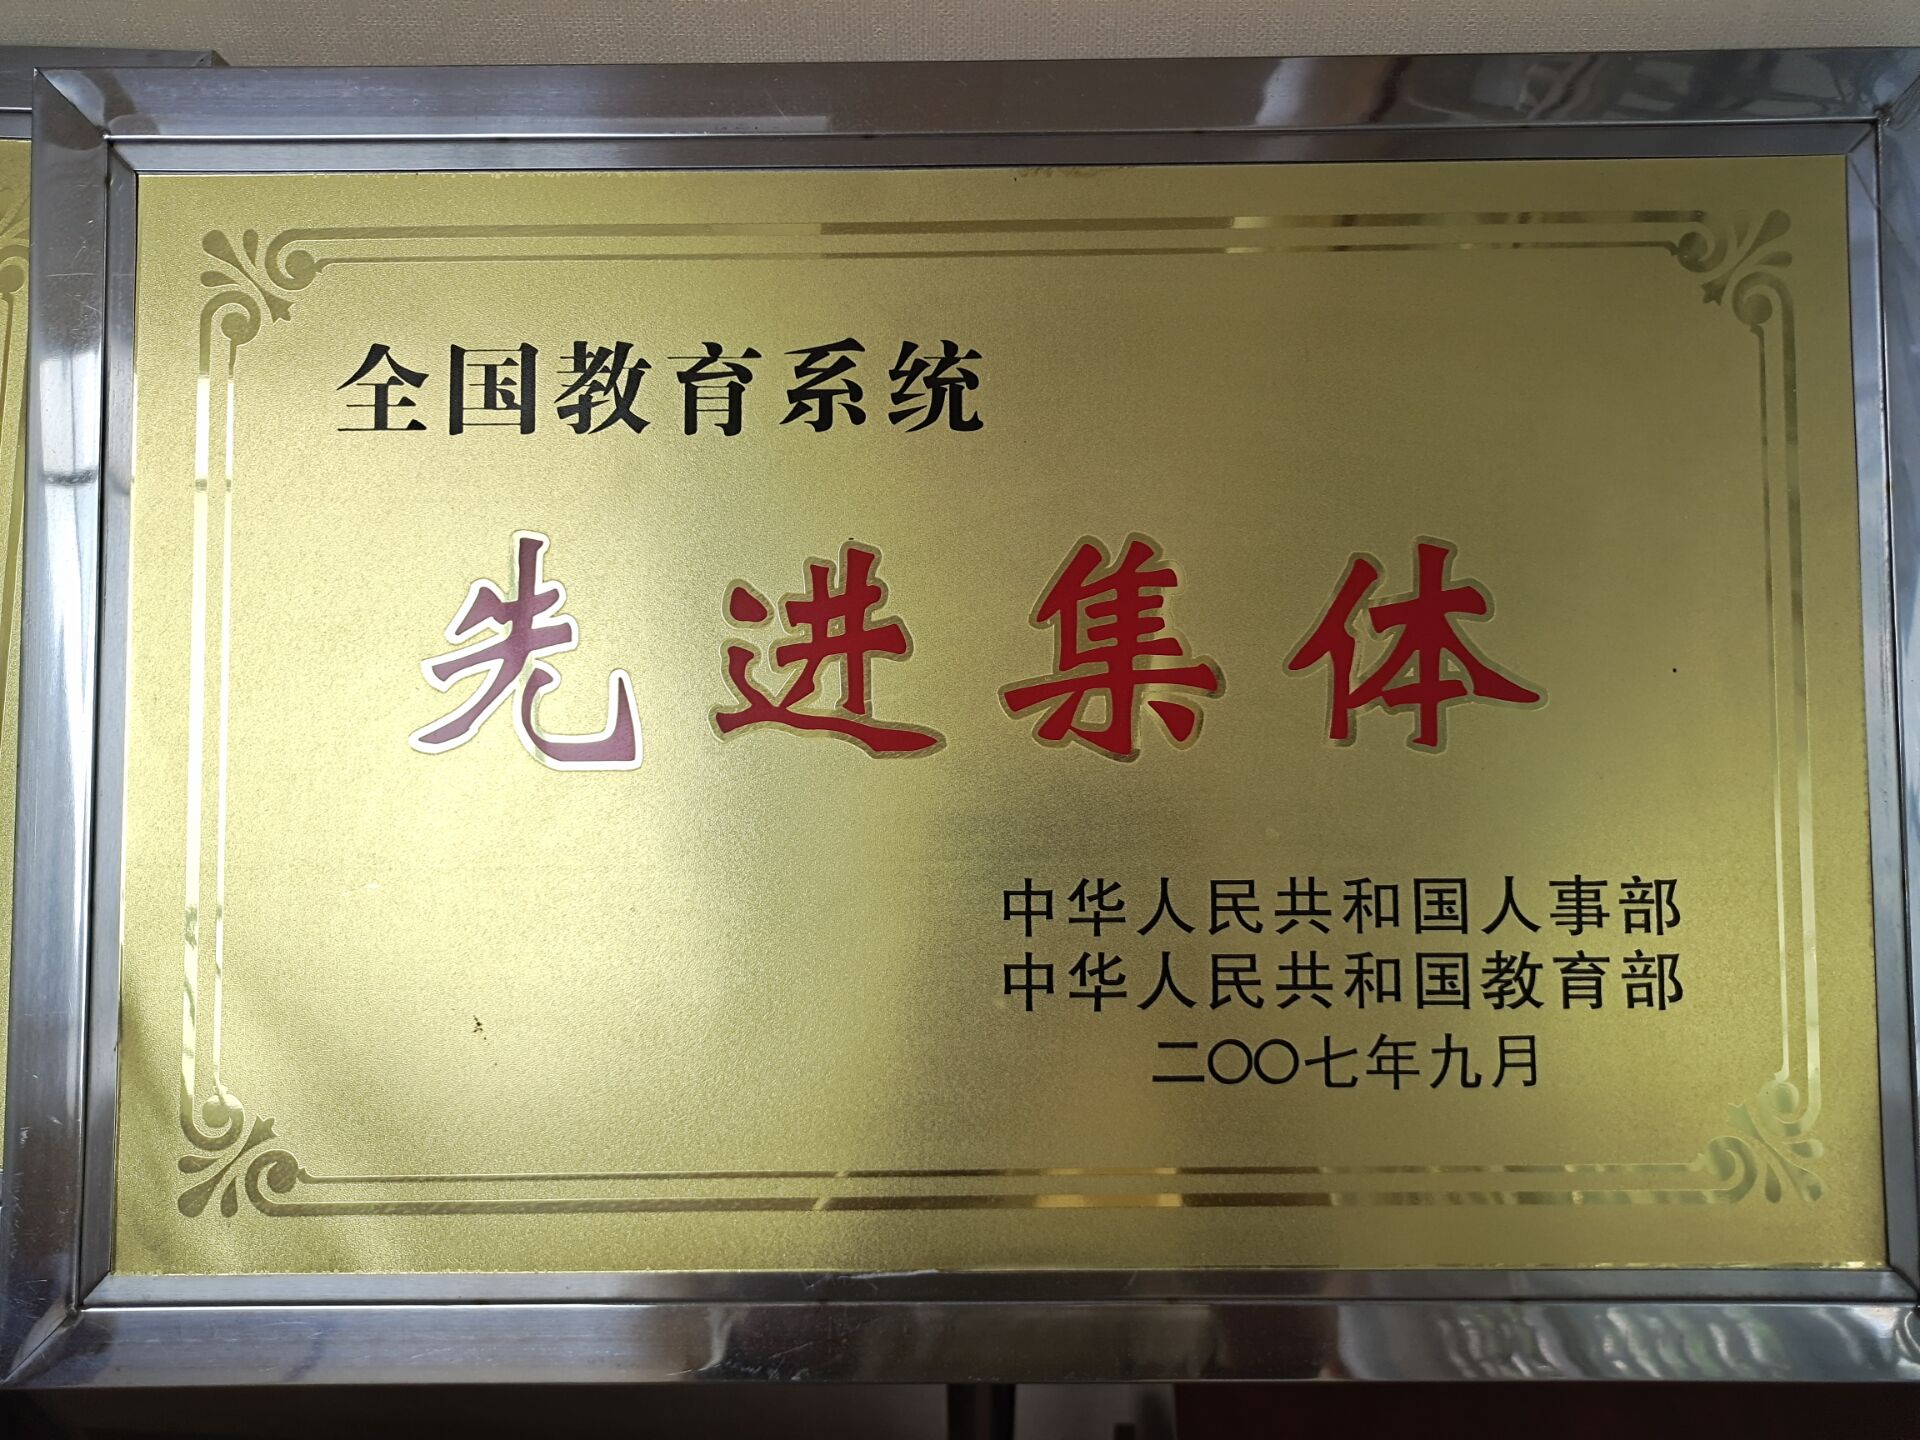 全国教育系统
先进集体
中华人民共和国人事部
中华人民共和国教育部
二〇〇七年九月